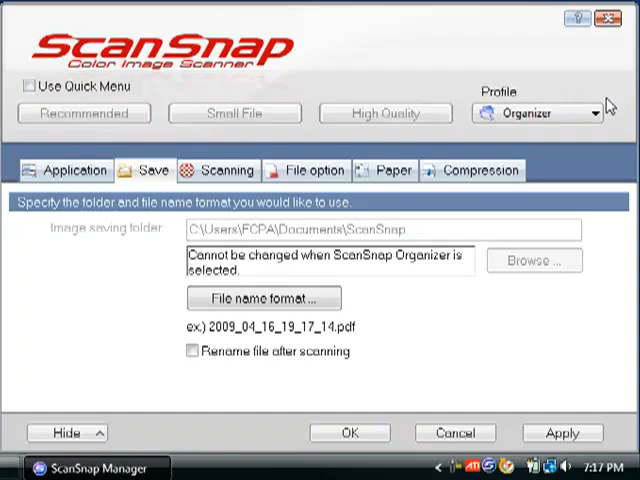 ScanSnap
Color Image Scanner
Use Quick Menu
Profile
Recommended
Small File
High Quality
Organizer
Application
Save
Scanning
File option
Paper
Compression
Specify the folder and file name format you would like to use.
Image saving folder:
C:\Users\FCPA\Documents\ScanSnap
Cannot be changed when ScanSnap Organizer is
selected.
Browse ...
File name format ...
ex.) 2009_04_16_19_17_14.pdf
Rename file after scanning
Hide
OK
Cancel
Apply
ScanSnap Manager
ATI
7:17 PM